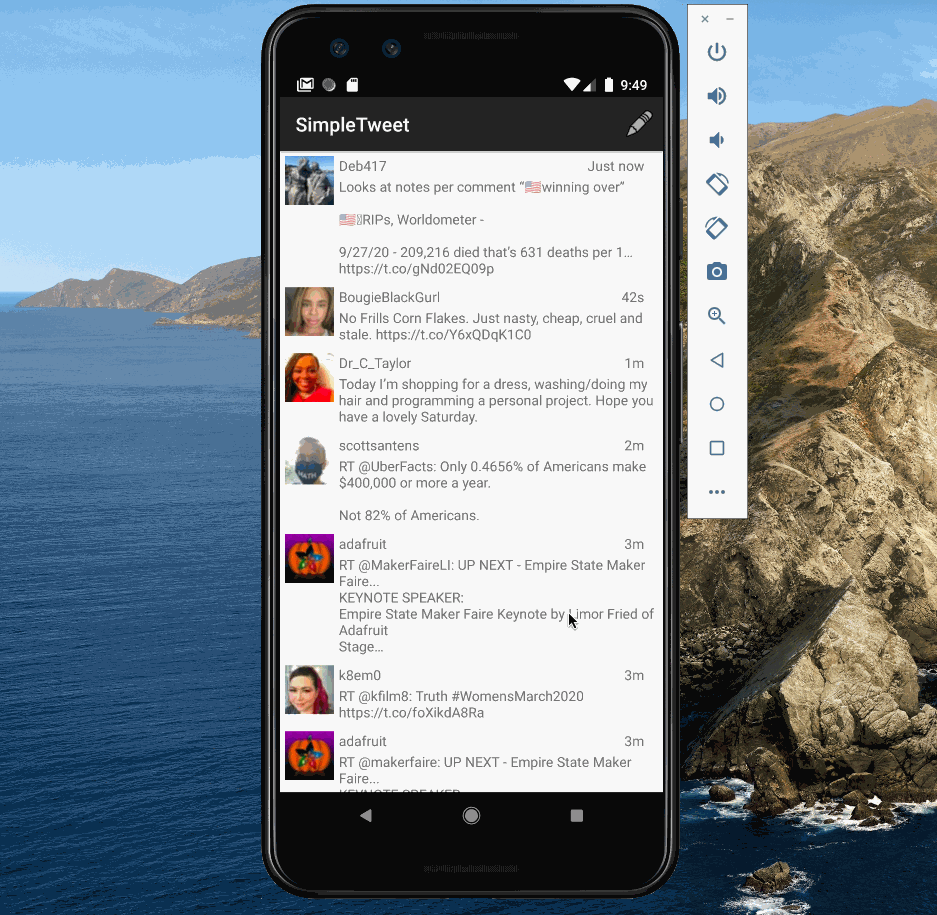 9:49
SimpleTweet
Deb417 Just now
Looks at notes per comment “🇺🇸winning over”
🇺🇸RIPs, Worldometer -
9/27/20 - 209,216 died that's 631 deaths per 1…
https://t.co/gNd02EQ09p
BougieBlackGurl 42s
No Frills Corn Flakes. Just nasty, cheap, cruel and
stale. https://t.co/Y6xQDqK1C0
Dr_C_Taylor 1m
Today I'm shopping for a dress, washing/doing my
hair and programming a personal project. Hope you
have a lovely Saturday.
scottsantens 2m
RT @UberFacts: Only 0.4656% of Americans make
$400,000 or more a year.
Not 82% of Americans.
adafruit 3m
RT @MakerFaireLI: UP NEXT - Empire State Maker
Faire...
KEYNOTE SPEAKER:
Empire State Maker Faire Keynote by Limor Fried of
Adafruit
Stage…
k8em0 3m
RT @kfilm8: Truth #WomensMarch2020
https://t.co/foXikdA8Ra
adafruit 3m
RT @makerfaire: UP NEXT - Empire State Maker
Faire...